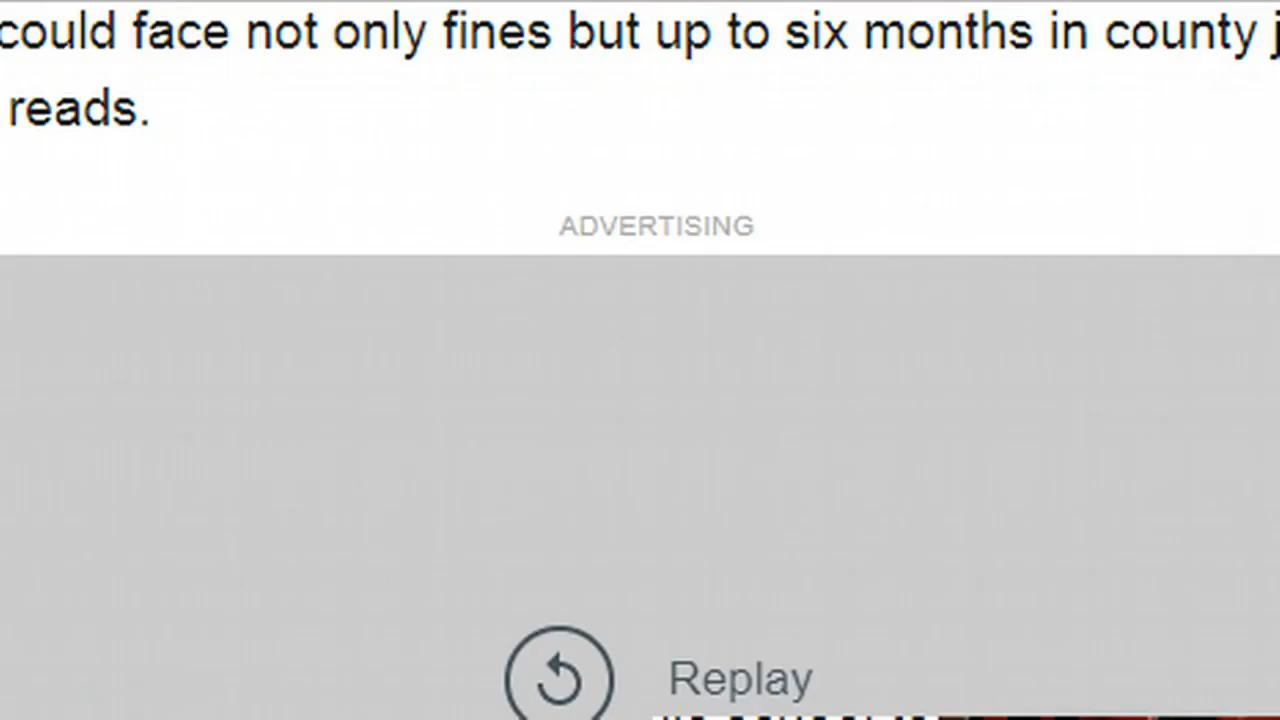 could face not only fines but up to six months in county
reads.
ADVERTISING
Replay